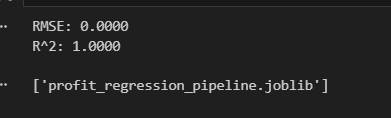 RMSE: 0.0000
R^2: 1.0000
['profit_regression_pipeline.joblib']